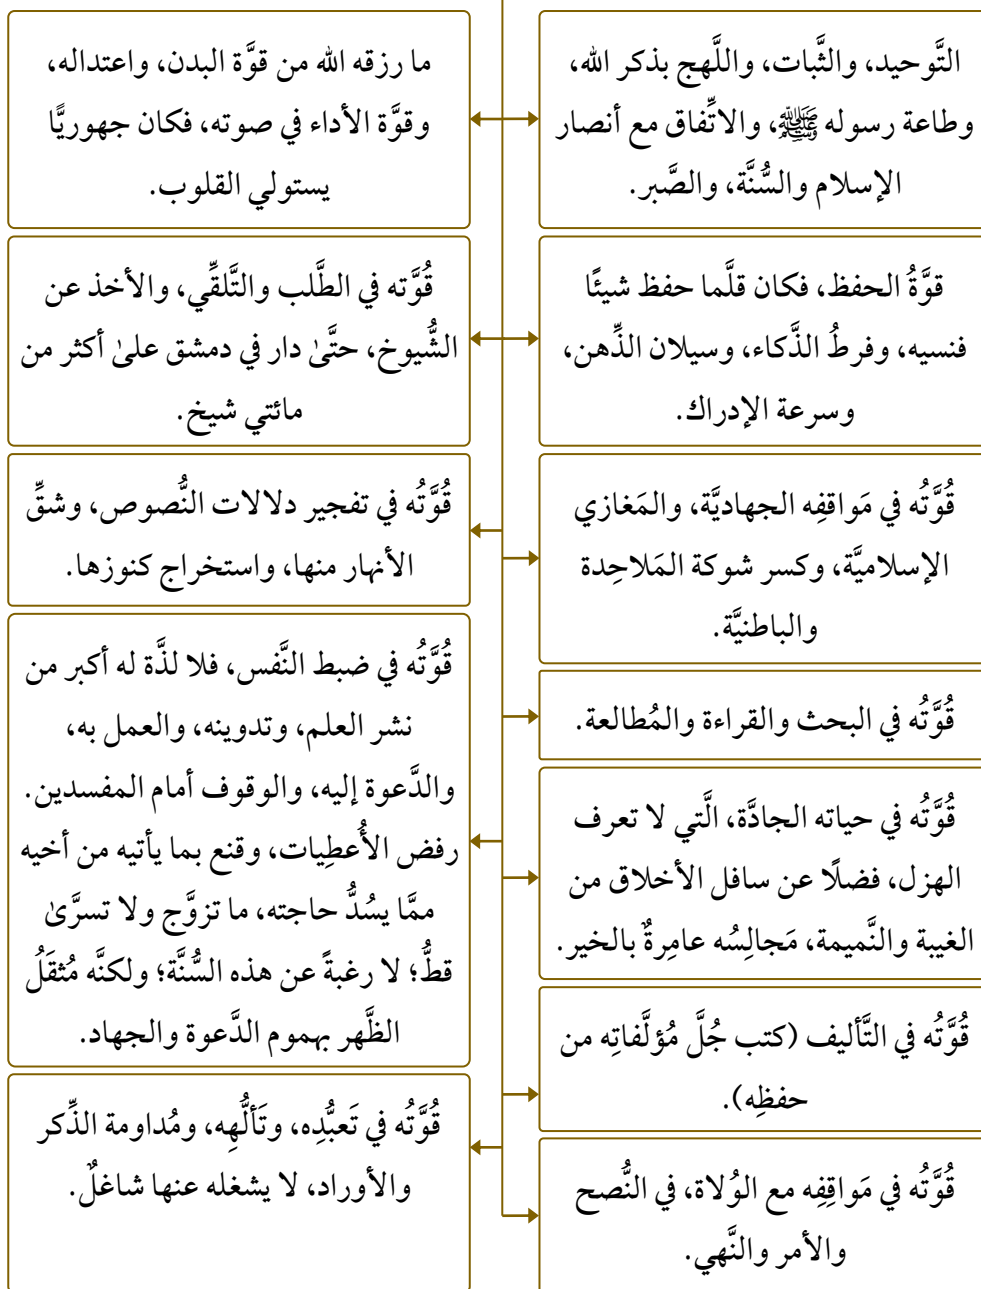 التَّوحيد، والثَّبات، واللَّهج بذكر الله،
وطاعة رسوله ﷺ، والاتِّفاق مع أنصار
الإسلام والسُّنَّة، والصَّبر.
ما رزقه الله من قوَّة البدن، واعتداله،
وقوَّة الأداء في صوته، فكان جهوريًّا
يستولي القلوب.
قوَّةُ الحفظ، فكان قلَّما حفظ شيئًا
فنسيه، وفرطُ الذَّكاء، وسيلان الذِّهن،
وسرعة الإدراك.
قُوَّته في الطَّلب والتَّلقِّي، والأخذ عن
الشُّيوخ، حتَّىٰ دار في دمشق علىٰ أكثر من
مائتي شيخ.
قُوَّتُه في مَواقفِه الجهاديَّة، والمَغازي
الإسلاميَّة، وكسر شوكة المَلاحِدة
والباطنيَّة.
قُوَّتُه في تفجير دلالات النُّصوص، وشقِّ
الأنهار منها، واستخراج كنوزها.
قُوَّتُه في البحث والقراءة والمُطالعة.
قُوَّتُه في ضبط النَّفس، فلا لذَّة له أكبر من
نشر العلم، وتدوينه، والعمل به،
والدَّعوة إليه، والوقوف أمام المفسدين.
رفض الأُعطِيات، وقنع بما يأتيه من أخيه
ممَّا يسُدُّ حاجته، ما تزوَّج ولا تسرَّىٰ
قطُّ؛ لا رغبةً عن هذه السُّنَّة؛ ولكنَّه مُثقَلُ
الظَّهر بهموم الدَّعوة والجهاد.
قُوَّتُه في حياته الجادَّة، الَّتي لا تعرف
الهزل، فضلًا عن سافل الأخلاق من
الغيبة والنَّميمة، مَجالِسُه عامِرةٌ بالخير.
قُوَّتُه في التَّأليف (كتب جُلَّ مُؤلَّفاتِه من
حفظِه).
قُوَّتُه في تَعبُّدِه، وتَألُّهِه، ومُداومة الذِّكر
والأوراد، لا يشغله عنها شاغلٌ.
قُوَّتُه في مَواقِفِه مع الوُلاة، في النُّصح
والأمر والنَّهي.